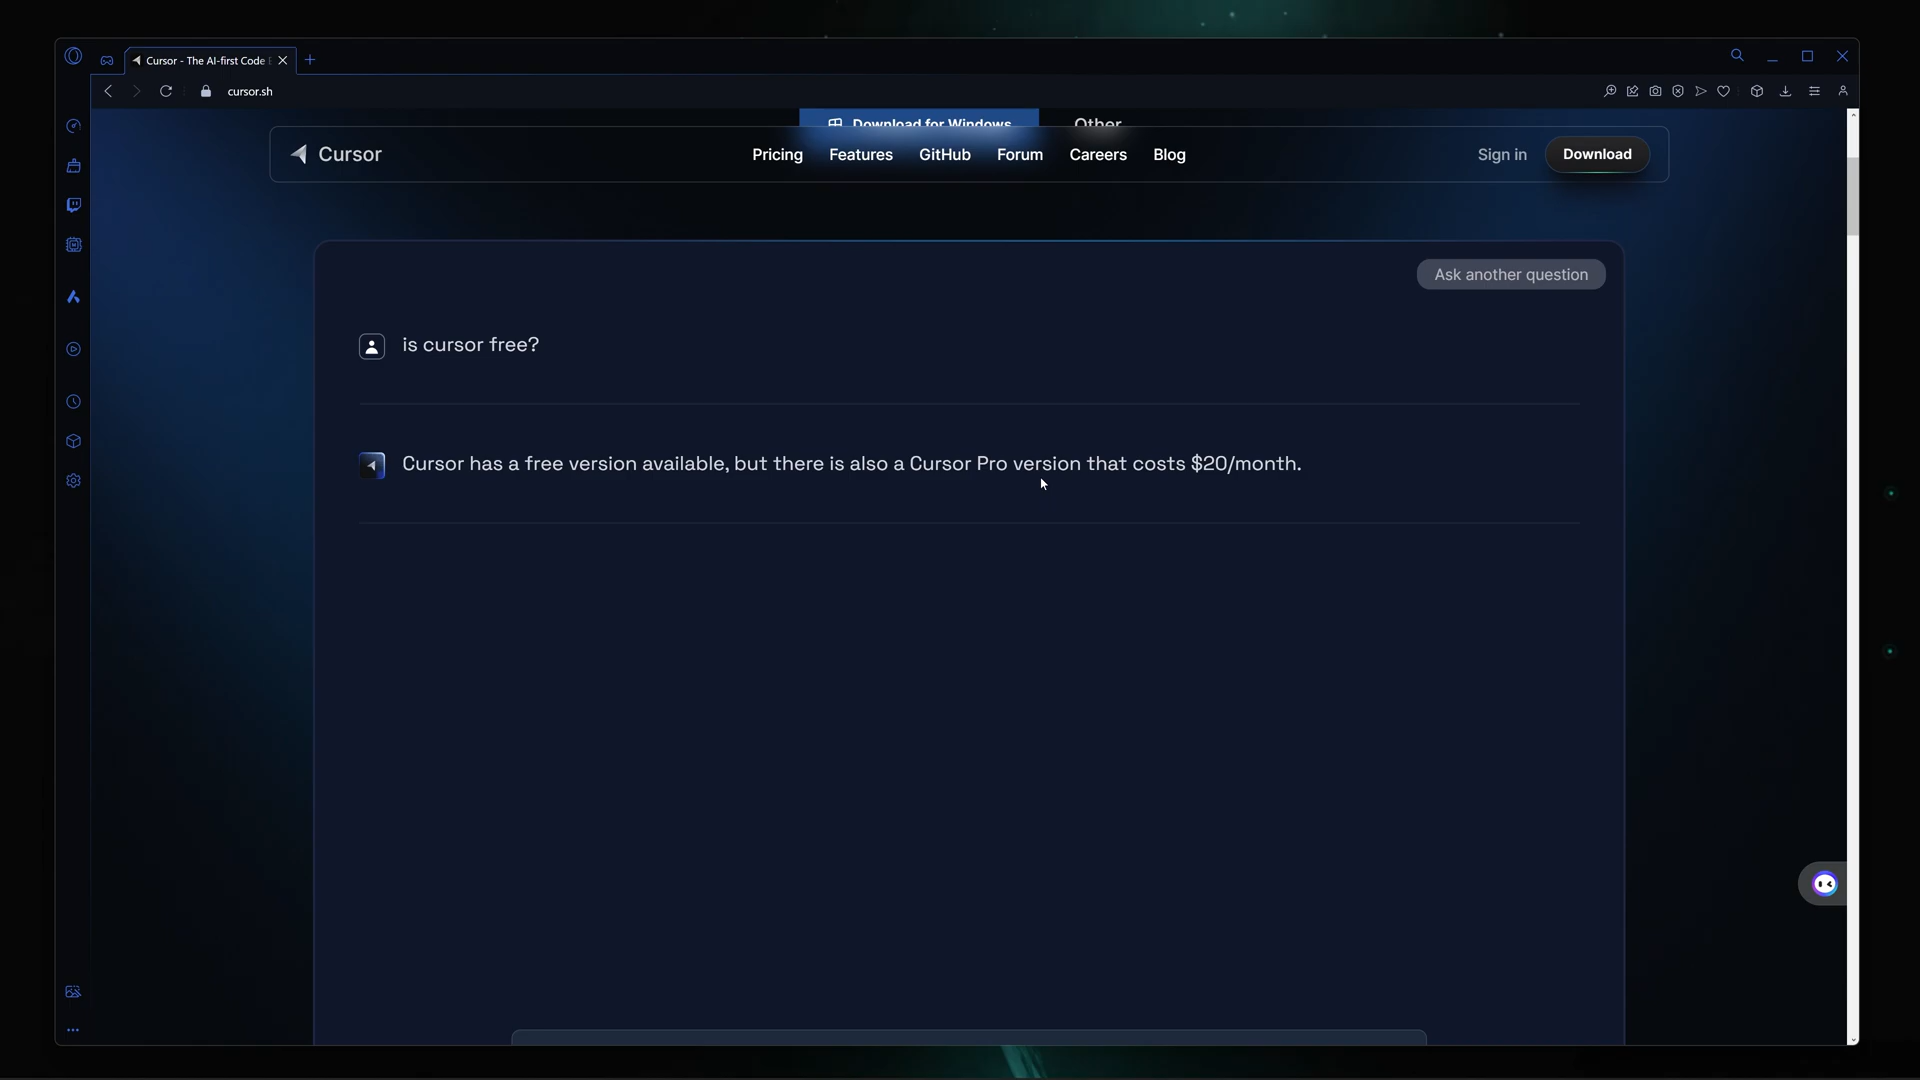 Cursor - The AI-first Code E
cursor.sh
Download for Windows
Other
Cursor
Pricing
Features
GitHub
Forum
Careers
Blog
Sign in
Download
Ask another question
is cursor free?
Cursor has a free version available, but there is also a Cursor Pro version that costs $20/month.